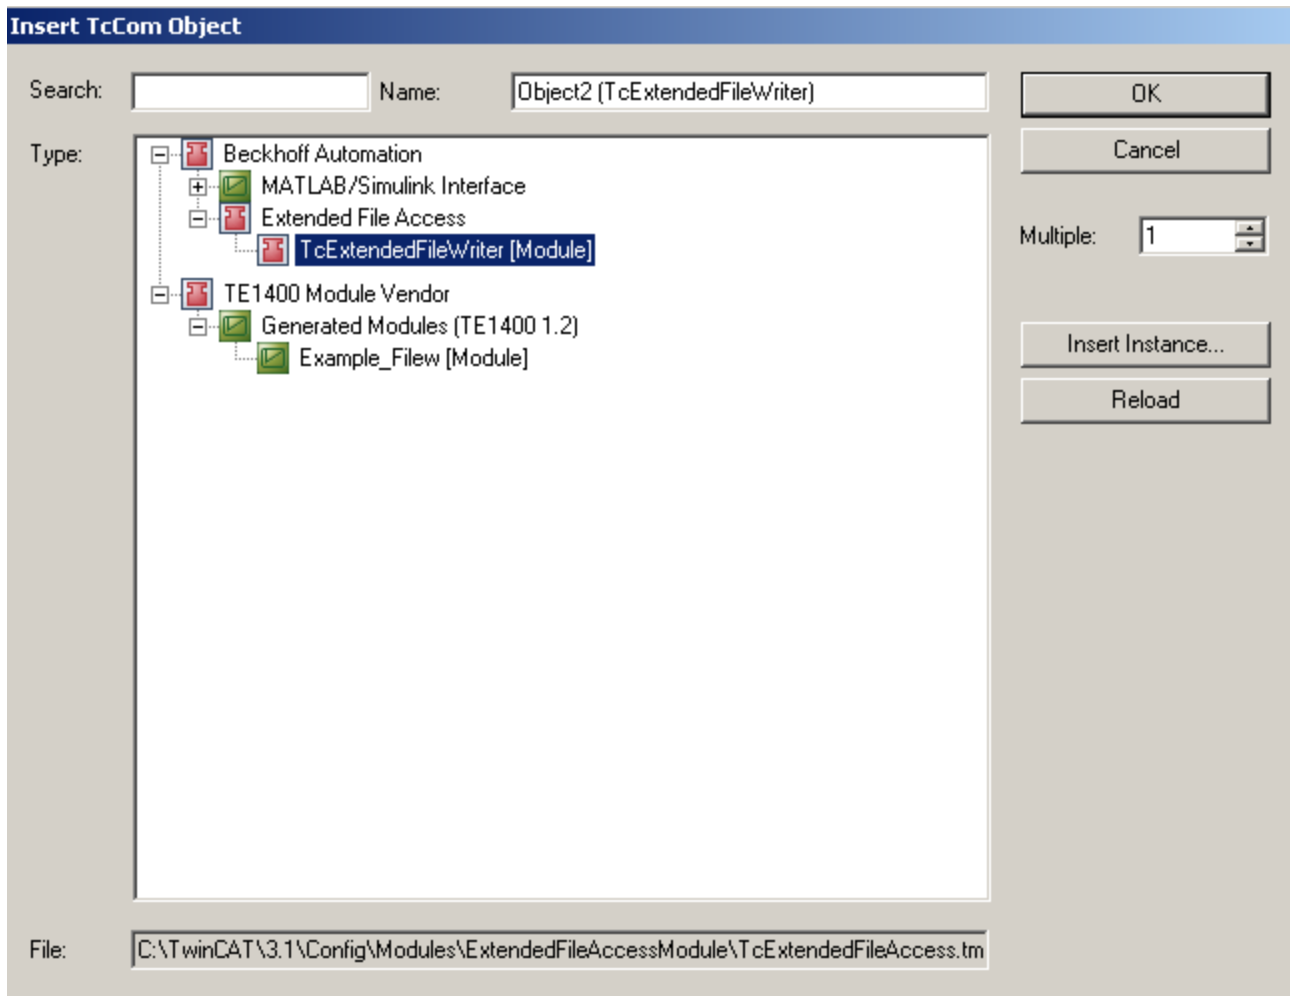 Insert TcCom Object
Search:
Name: Object2 (TcExtendedFileWriter)
OK
Type:
Beckhoff Automation
Cancel
MATLAB/Simulink Interface
Extended File Access
Multiple: 1
TcExtendedFileWriter [Module]
TE1400 Module Vendor
Generated Modules (TE1400 1.2)
Insert Instance...
Example_Filew [Module]
Reload
File: C:\TwinCAT\3.1\Config\Modules\ExtendedFileAccessModule\TcExtendedFileAccess.tm